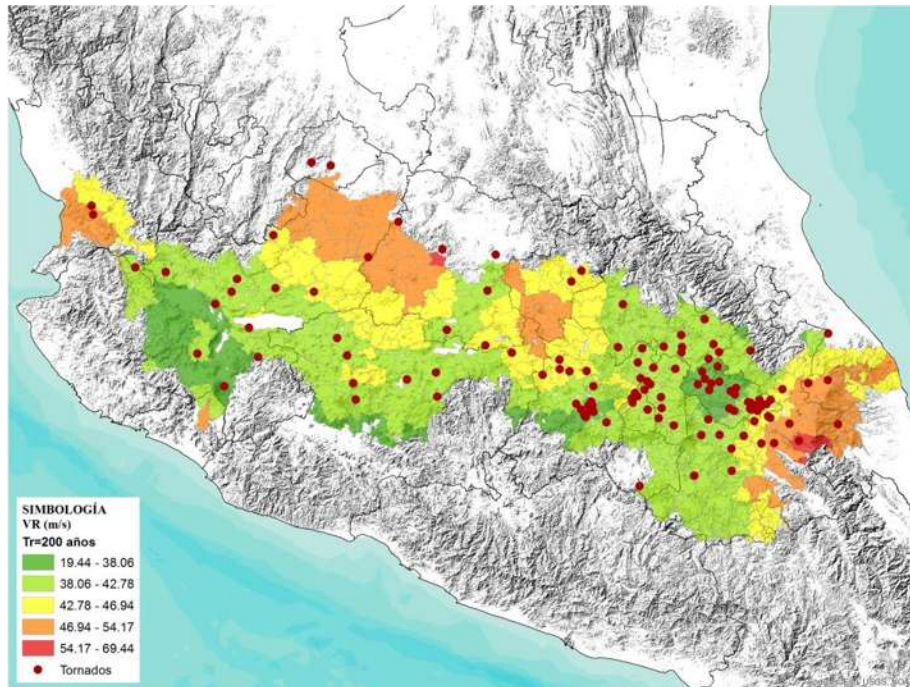 SIMBOLOGÍA
VR (m/s)
Tr=200 años
19.44 - 38.06
38.06 - 42.78
42.78 - 46.94
46.94 - 54.17
54.17 - 69.44
Tornados